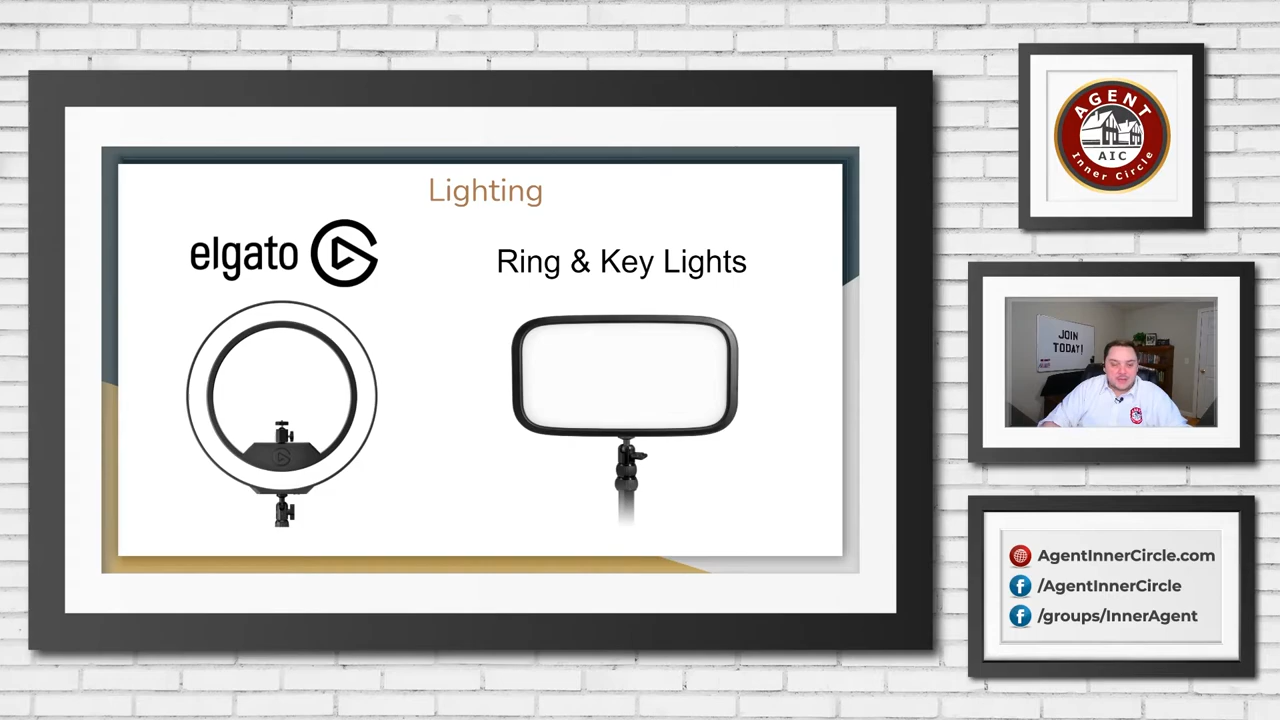 Lighting
elgato
Ring & Key Lights
AGENT
AIC
Inner Circle
JOIN
TODAY!
AgentInnerCircle.com
/AgentInnerCircle
/groups/InnerAgent